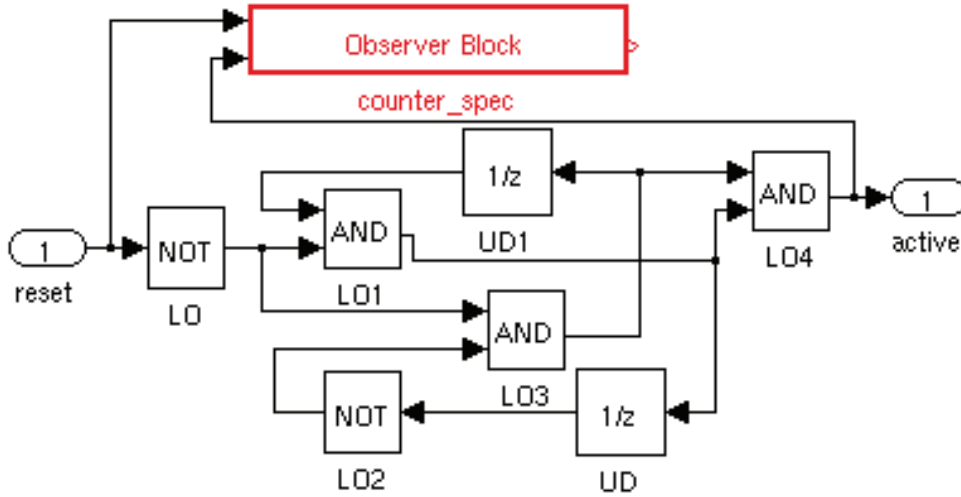 Observer Block
counter_spec
1/z
UD1
AND
LO4
1
active
AND
LO1
1
reset
NOT
LO
AND
LO3
NOT
LO2
1/z
UD